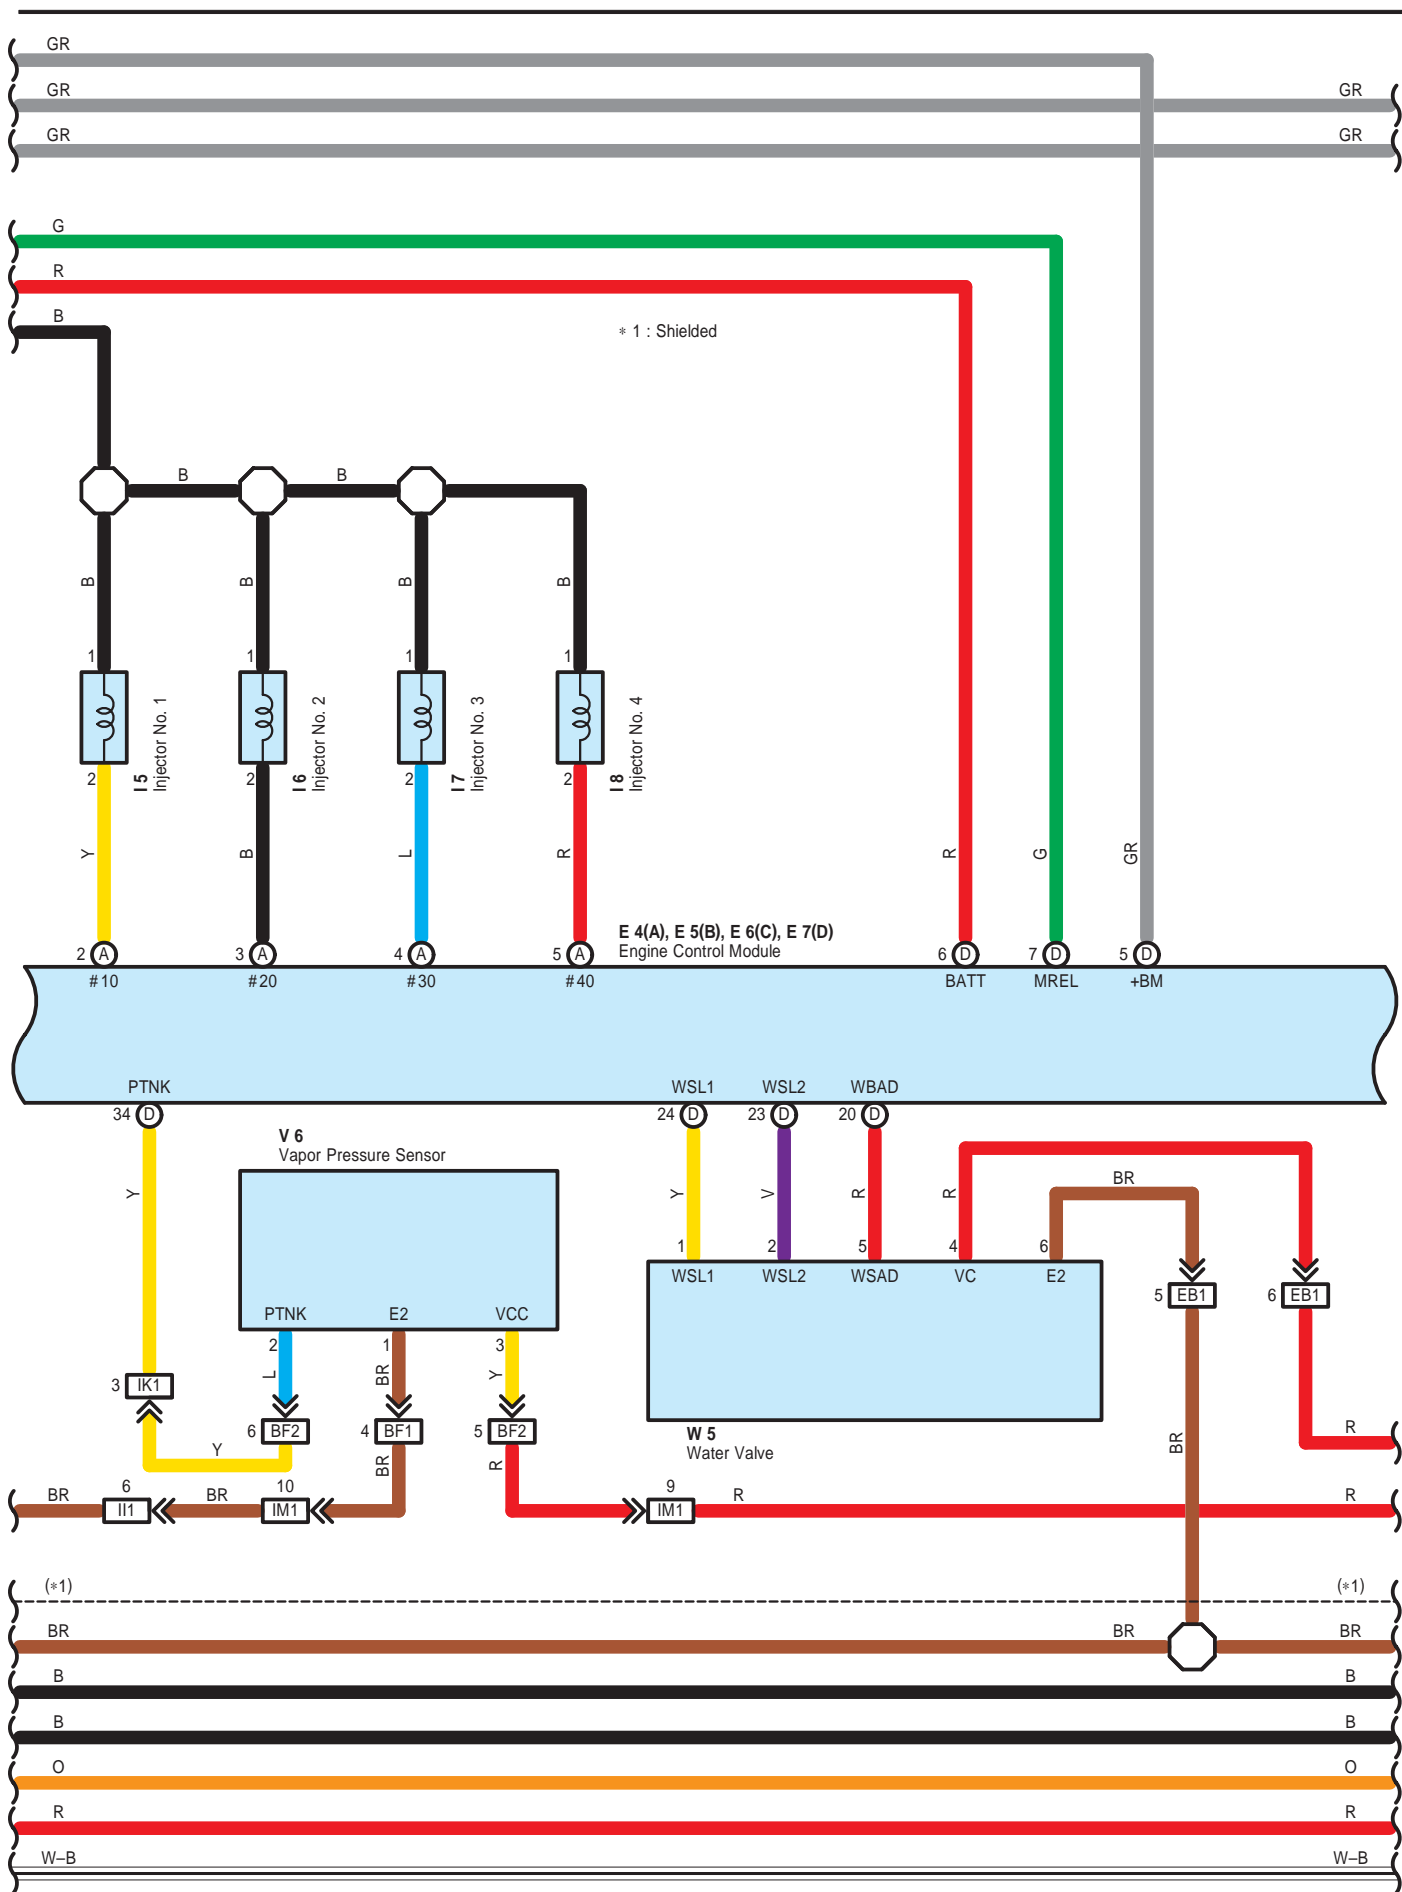 GR
GR GR
GR GR
G
R
B
* 1 : Shielded
B B
B B B B
1 1 1 1
I 5
Injector No. 1
I 6
Injector No. 2
I 7
Injector No. 3
I 8
Injector No. 4
2 2 2 2
Y B L R R G GR
E 4(A), E 5(B), E 6(C), E 7(D)
Engine Control Module
2 A 3 A 4 A 5 A 6 D 7 D 5 D
#10 #20 #30 #40 BATT MREL +BM
PTNK WSL1 WSL2 WBAD
34 D 24 D 23 D 20 D
V 6
Vapor Pressure Sensor
BR
Y Y V R R
1 2 5 4 6
WSL1 WSL2 WSAD VC E2
5 EB1 6 EB1
PTNK E2 VCC
2 1 3
L BR Y
3 IK1
6 BF2 4 BF1 5 BF2
W 5
Water Valve
R
Y BR R BR
6 10 9
BR II1 BR IM1 IM1 R R
(*1) (*1)
BR BR BR
B B
B B
O O
R R
W–B W–B